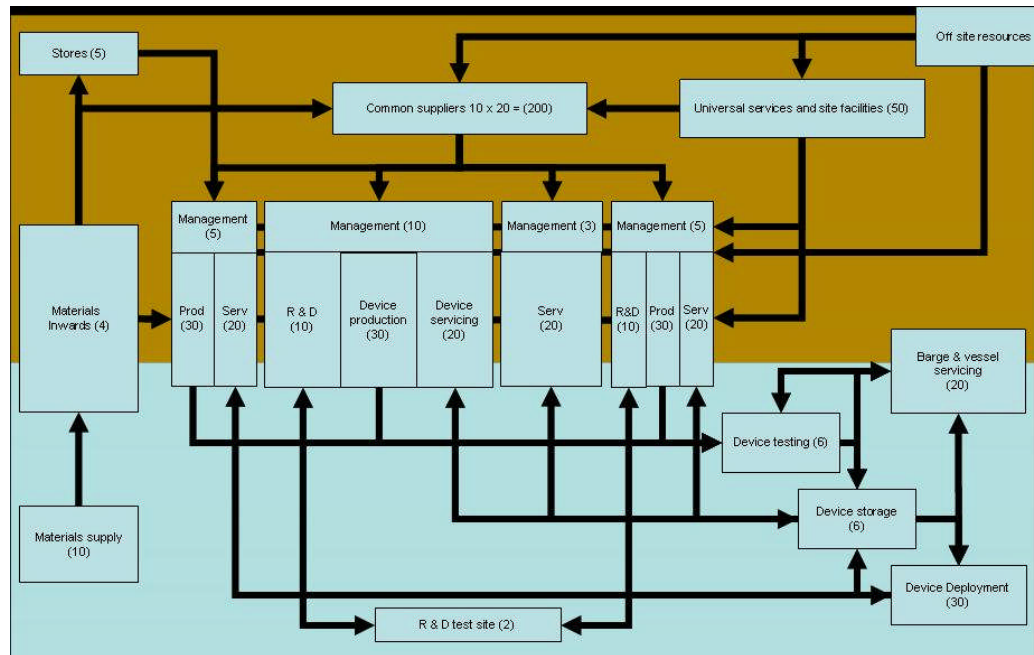 Off site resources
Stores (5)
Common suppliers 10 x 20 = (200)
Universal services and site facilities (50)
Management
(5)
Management (10)
Management (3)
Management (5)
Materials
Inwards (4)
Prod
(30)
Serv
(20)
R & D
(10)
Device
production
(30)
Device
servicing
(20)
Serv
(20)
R&D
(10)
Prod
(30)
Serv
(20)
Barge & vessel
servicing
(20)
Device testing (6)
Materials supply
(10)
Device storage
(6)
Device Deployment
(30)
R & D test site (2)